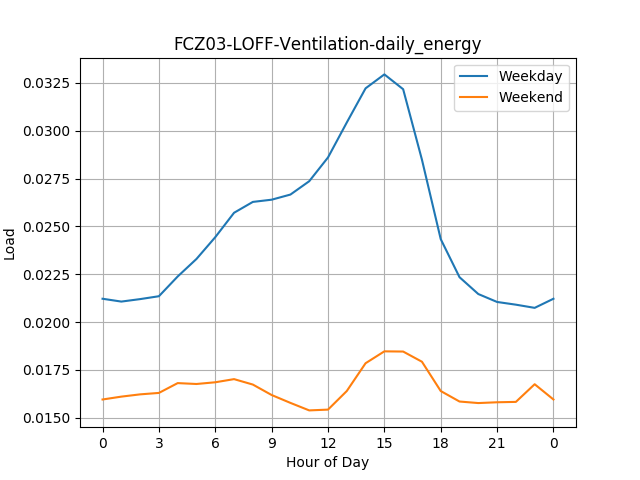 FCZ03-LOFF-Ventilation-daily_energy
Weekday
Weekend
0.0325
0.0300
0.0275
0.0250
0.0225
0.0200
0.0175
0.0150
Load
0 3 6 9 12 15 18 21 0
Hour of Day